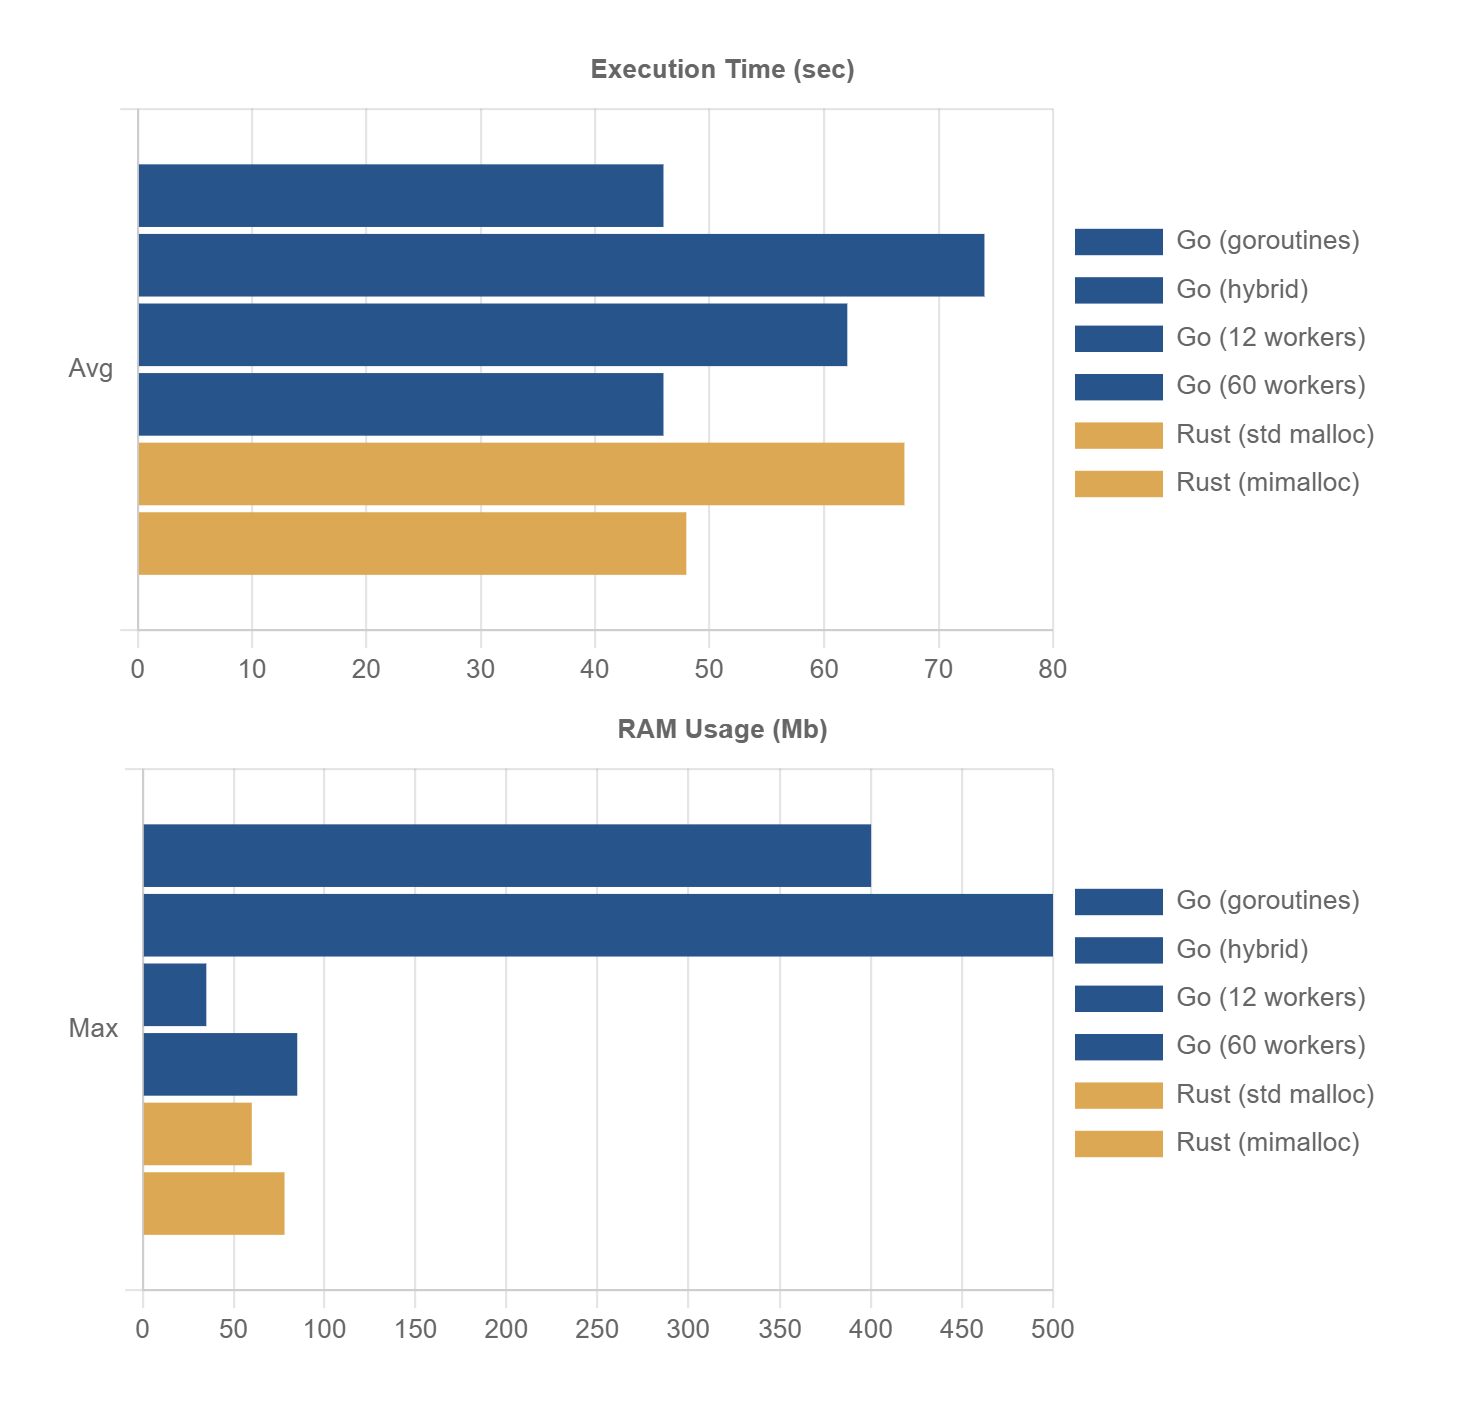 Execution Time (sec)
Avg
Go (goroutines)
Go (hybrid)
Go (12 workers)
Go (60 workers)
Rust (std malloc)
Rust (mimalloc)
0 10 20 30 40 50 60 70 80
RAM Usage (Mb)
Max
Go (goroutines)
Go (hybrid)
Go (12 workers)
Go (60 workers)
Rust (std malloc)
Rust (mimalloc)
0 50 100 150 200 250 300 350 400 450 500